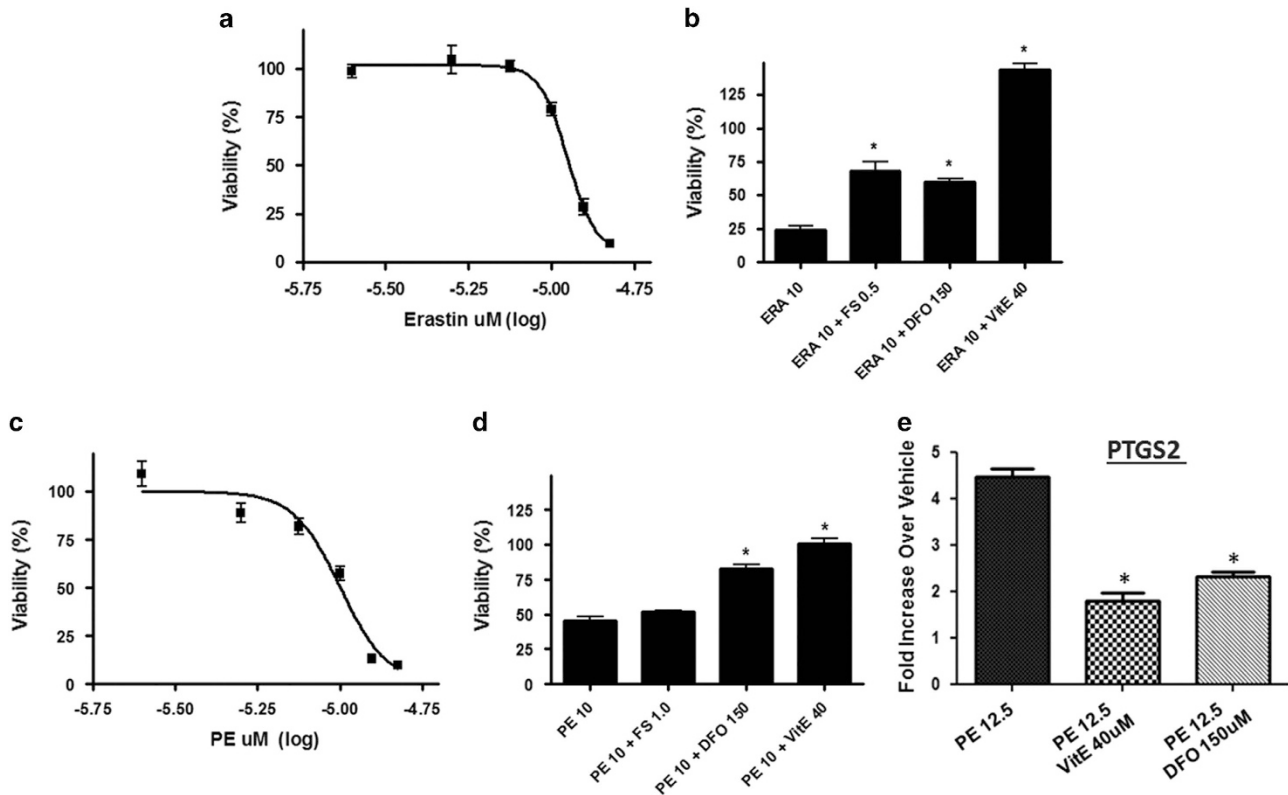 a
Viability (%)
100
75
50
25
0
-5.75 -5.50 -5.25 -5.00 -4.75
Erastin uM (log)
b
Viability (%)
125
100
75
50
25
0
* * * 
ERA 10
ERA 10 + FS 0.5
ERA 10 + DFO 150
ERA 10 + VitE 40
c
Viability (%)
100
75
50
25
0
-5.75 -5.50 -5.25 -5.00 -4.75
PE uM (log)
d
Viability (%)
125
100
75
50
25
0
* *
PE 10
PE 10 + FS 1.0
PE 10 + DFO 150
PE 10 + VitE 40
e
PTGS2
Fold Increase Over Vehicle
5
4
3
2
1
0
* *
PE 12.5
PE 12.5
VitE 40uM
PE 12.5
DFO 150uM